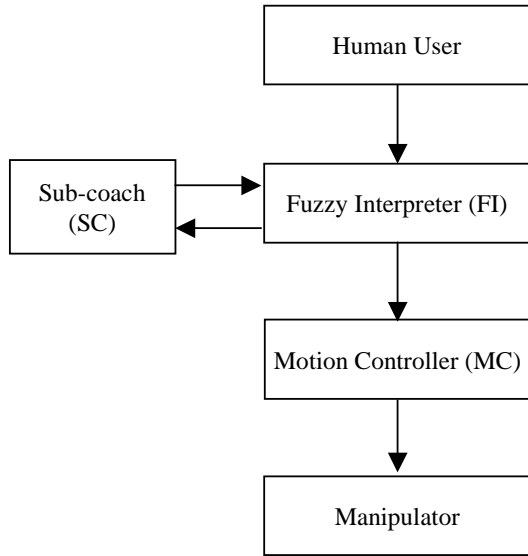 Human User
Sub-coach
(SC)
Fuzzy Interpreter (FI)
Motion Controller (MC)
Manipulator